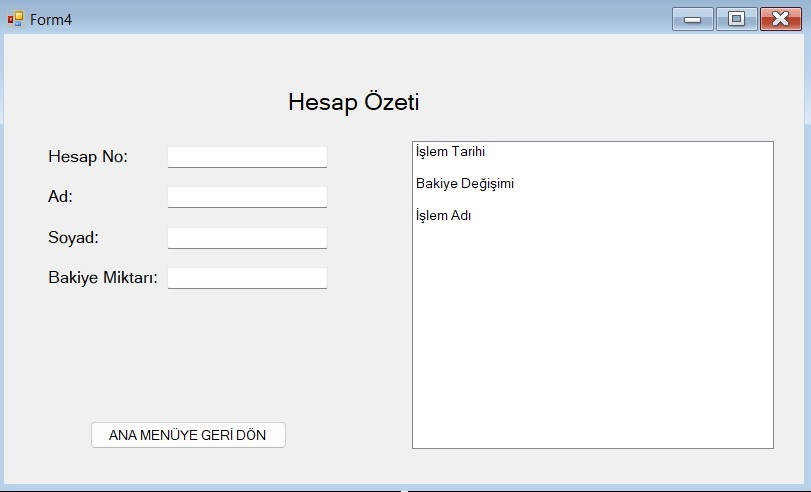 Form4
Hesap Özeti
Hesap No:
Ad:
Soyad:
Bakiye Miktarı:
İşlem Tarihi
Bakiye Değişimi
İşlem Adı
ANA MENÜYE GERİ DÖN